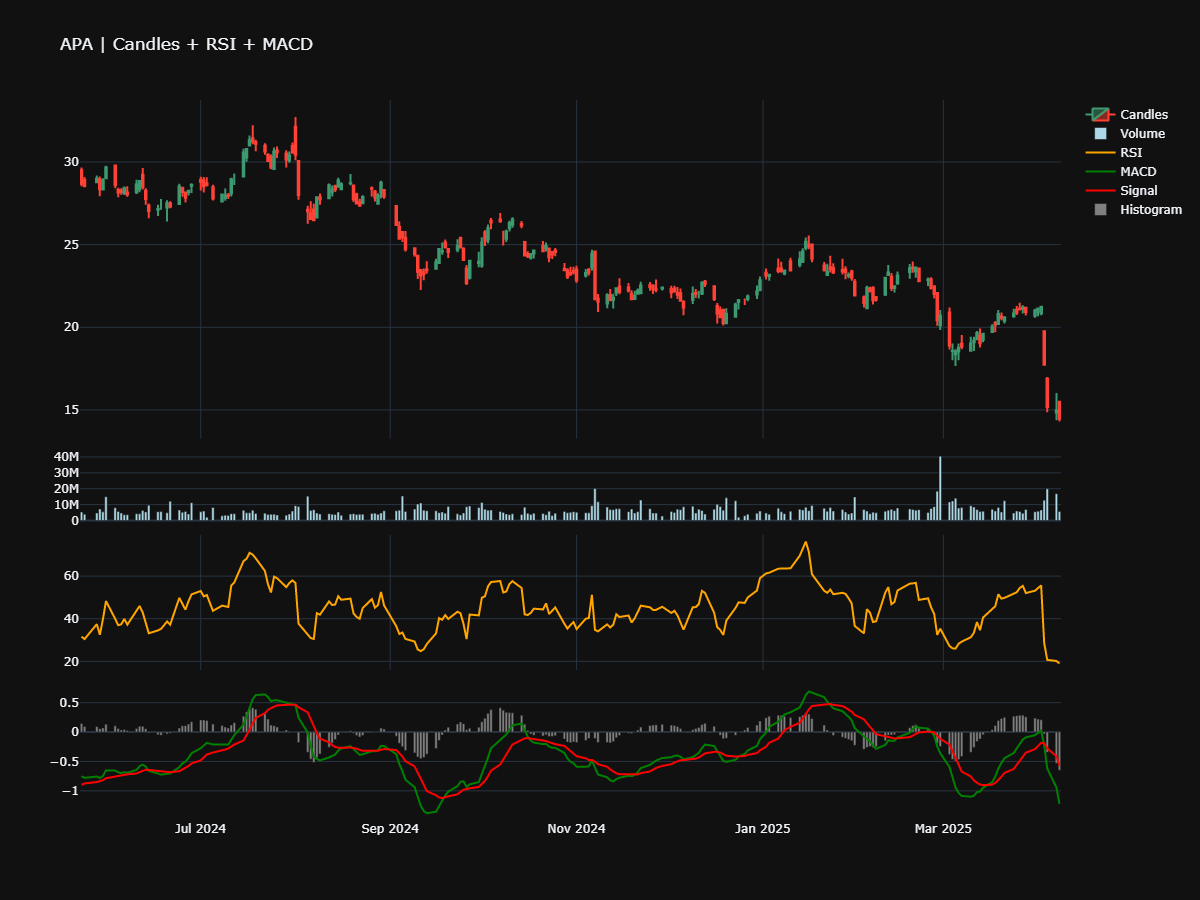 APA | Candles + RSI + MACD
Candles
Volume
RSI
MACD
Signal
Histogram
30
25
20
15
40M
30M
20M
10M
0
60
40
20
0.5
0
−0.5
−1
Jul 2024
Sep 2024
Nov 2024
Jan 2025
Mar 2025